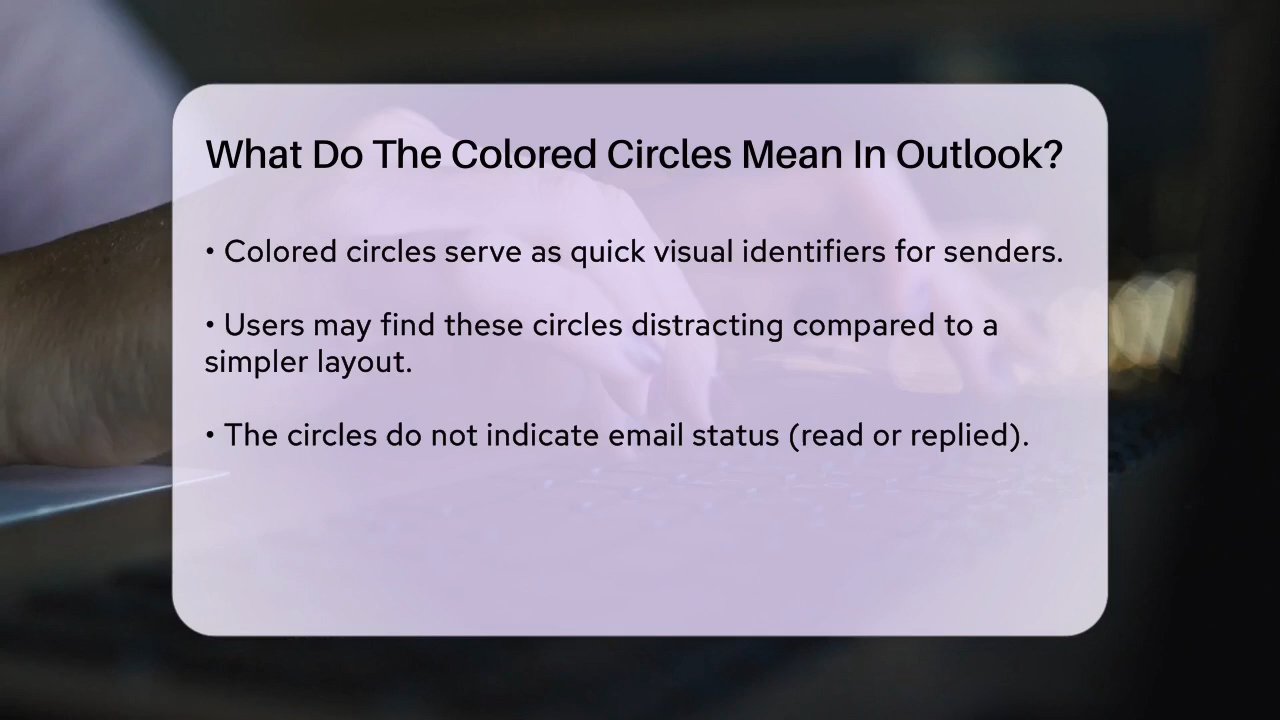 What Do The Colored Circles Mean In Outlook?
• Colored circles serve as quick visual identifiers for senders.
• Users may find these circles distracting compared to a
simpler layout.
• The circles do not indicate email status (read or replied).